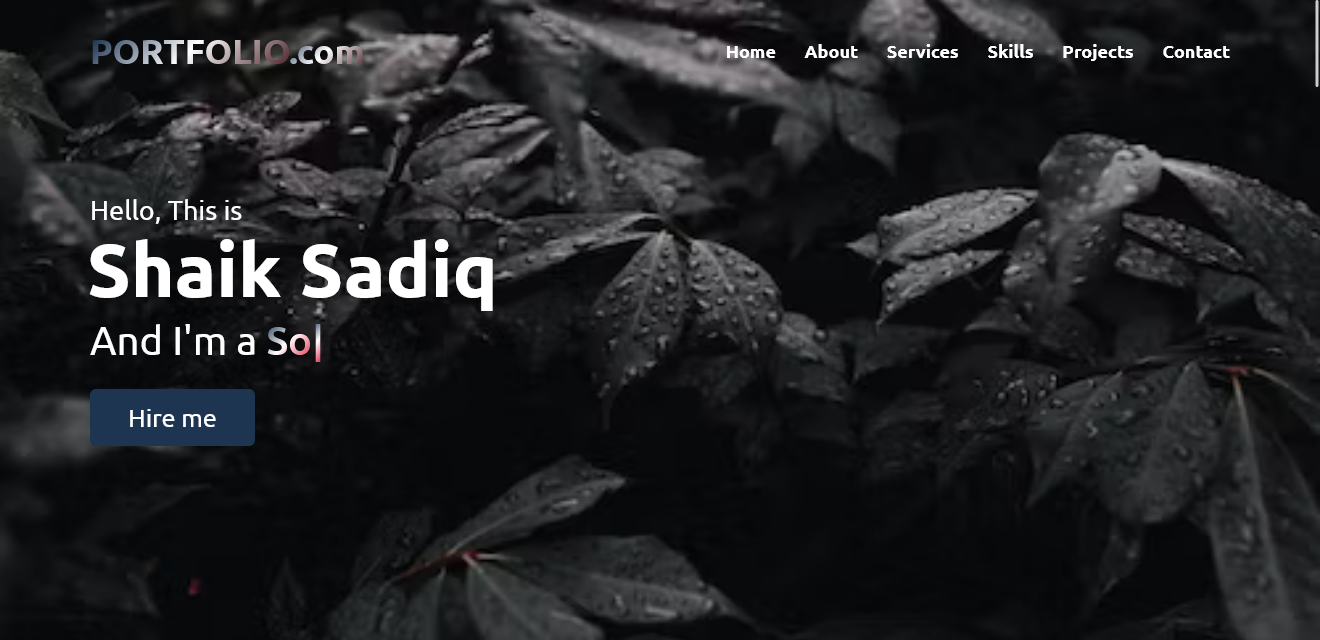 PORTFOLIO.com
Home About Services Skills Projects Contact
Hello, This is
Shaik Sadiq
And I'm a So|
Hire me